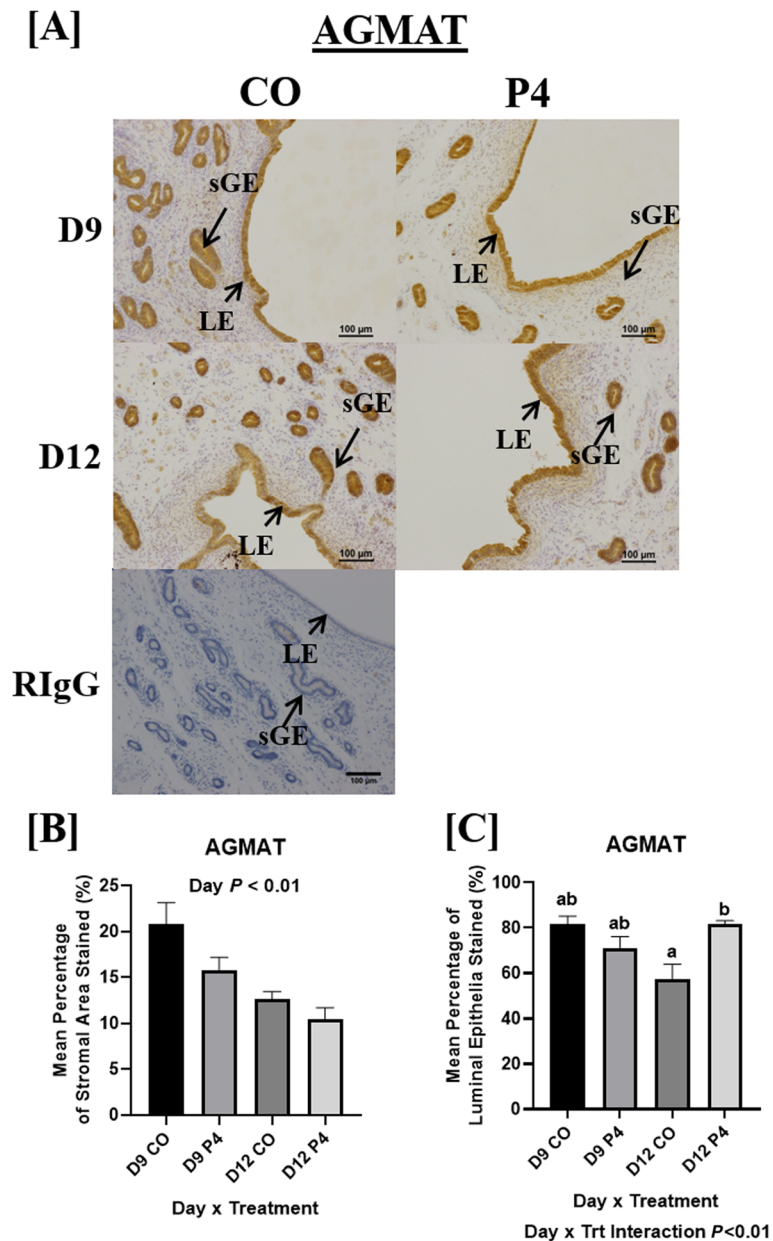 [A]
AGMAT
CO
P4
D9
sGE
LE
100 µm
sGE
LE
100 µm
D12
sGE
LE
100 µm
LE
sGE
100 µm
RIgG
LE
sGE
100 µm
[B]
AGMAT
Day P < 0.01
Mean Percentage
of Stromal Area Stained (%)
25
20
15
10
5
0
D9 CO
D9 P4
D12 CO
D12 P4
Day x Treatment
[C]
AGMAT
Mean Percentage of
Luminal Epithelia Stained (%)
100
80
60
40
20
0
ab
ab
a
b
D9 CO
D9 P4
D12 CO
D12 P4
Day x Treatment
Day x Trt Interaction P<0.01